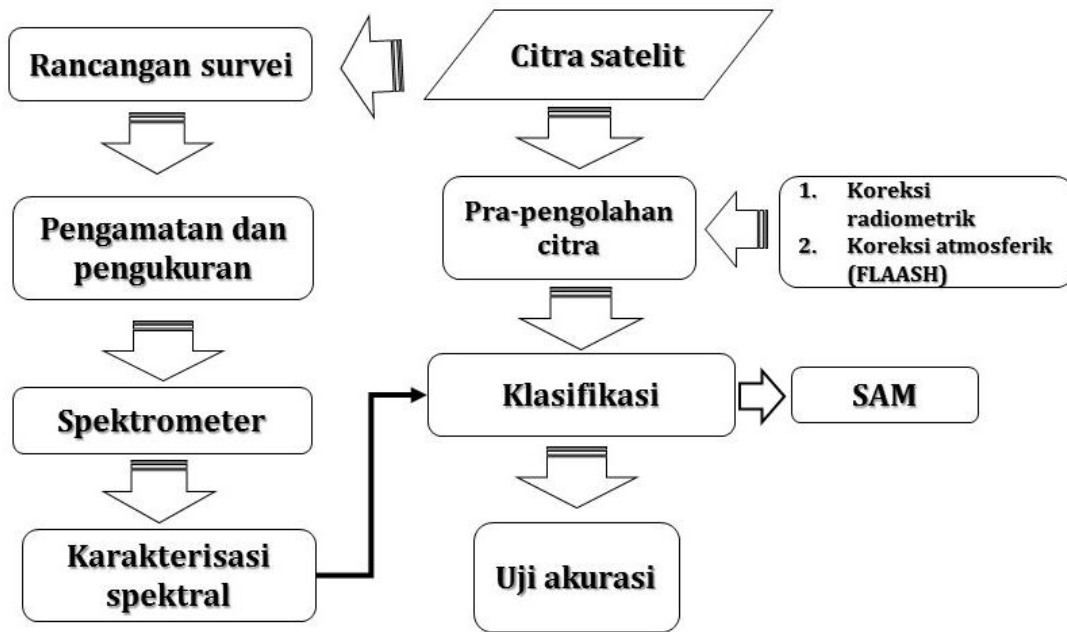 Rancangan survei
Citra satelit
Pengamatan dan
pengukuran
Pra-pengolahan
citra
1. Koreksi
radiometrik
2. Koreksi atmosferik
(FLAASH)
Spektrometer
Klasifikasi
SAM
Karakterisasi
spektral
Uji akurasi